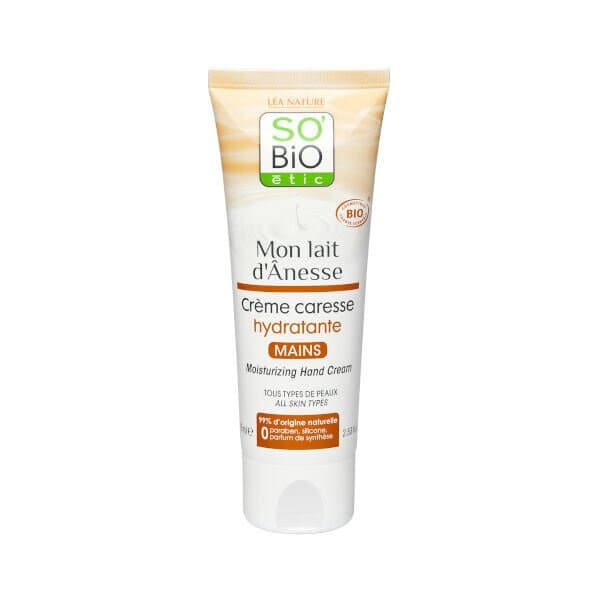 LÉA NATURE
SO'
BiO
étic
BIO
Mon lait
d'Ânesse
Crème caresse
hydratante
MAINS
Moisturizing Hand Cream
TOUS TYPES DE PEAUX
ALL SKIN TYPES
99% d'origine naturelle
0 paraben, silicone,
parfum de synthèse